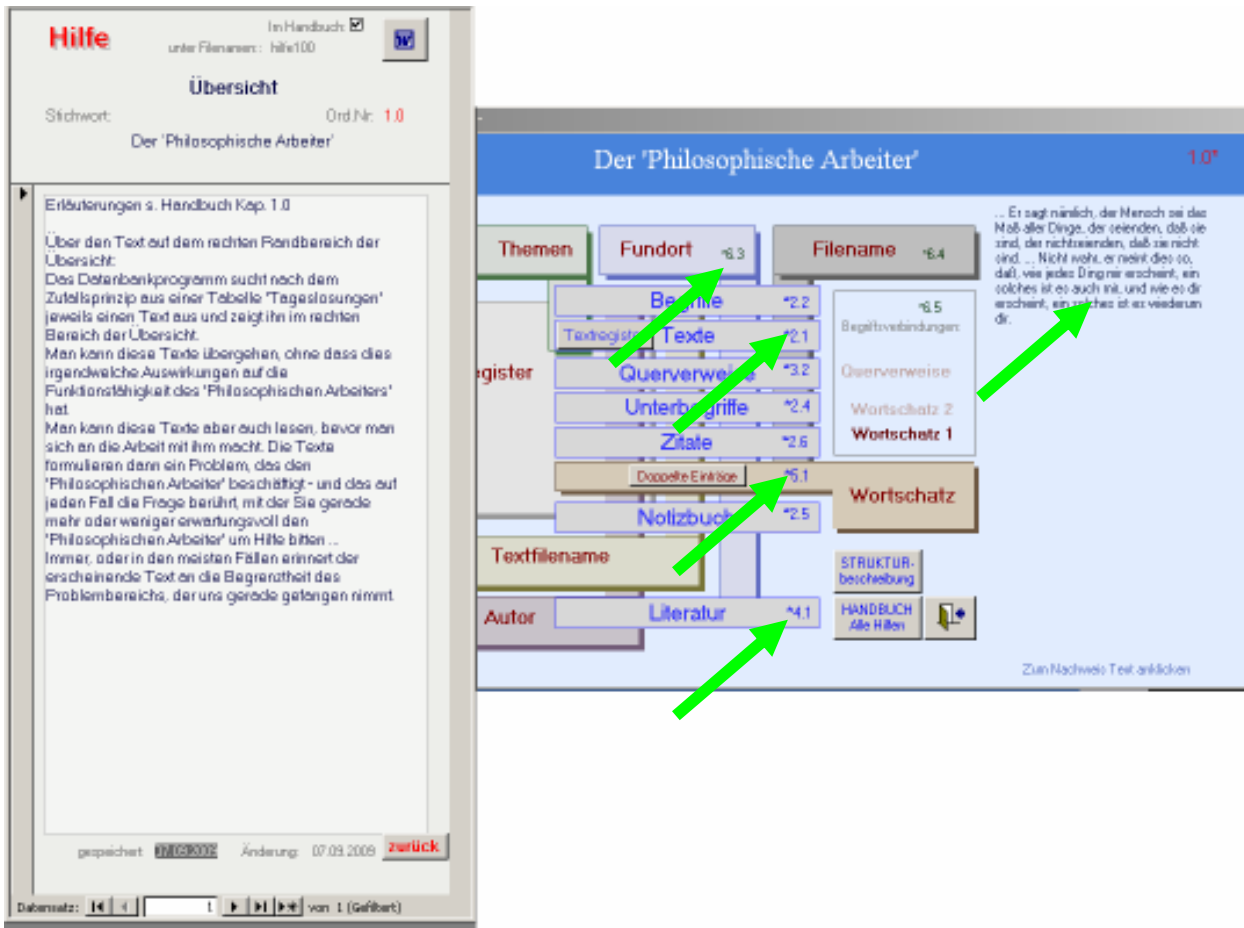 Hilfe
Im Handbuch:
unter Filenamen: hilfe100
Übersicht
Stichwort: Ord.Nr: 1.0
Der 'Philosophische Arbeiter'
Erläuterungen s. Handbuch Kap. 1.0
Über den Text auf dem rechten Randbereich der
Übersicht:
Das Datenbankprogramm sucht nach dem
Zufallsprinzip aus einer Tabelle 'Tageslosungen'
jeweils einen Text aus und zeigt ihn im rechten
Bereich der Übersicht.
Man kann diese Texte übergehen, ohne dass dies
irgendwelche Auswirkungen auf die
Funktionsfähigkeit des 'Philosophischen Arbeiters'
hat.
Man kann diese Texte aber auch lesen, bevor man
sich an die Arbeit mit ihm macht. Die Texte
formulieren dann ein Problem, das den
'Philosophischen Arbeiter' beschäftigt - und das auf
jeden Fall die Frage berührt, mit der Sie gerade
mehr oder weniger erwartungsvoll den
'Philosophischen Arbeiter' um Hilfe bitten ...
Immer, oder in den meisten Fällen erinnert der
erscheinende Text an die Begrenztheit des
Problembereichs, der uns gerade gefangen nimmt.
gespeichert: 07.09.2009 Änderung: 07.09.2009 zurück
Datensatz: 1 von 1 (Gefiltert)
Der 'Philosophische Arbeiter' 1.0*
Themen
Fundort *6.3
Filename *6.4
Begriffe *2.2
Textregister Texte *2.1
egister
Querverweise *3.2
Unterbegriffe *2.4
Zitate *2.6
Doppelte Einträge *5.1
Notizbuch *2.5
Textfilename
Autor
Literatur *4.1
*6.5
Begriffsverbindungen:
Querverweise
Wortschatz 2
Wortschatz 1
Wortschatz
STRUKTUR-
beschreibung
HANDBUCH
Alle Hilfen
... Er sagt nämlich, der Mensch sei das
Maß aller Dinge, der seienden, daß sie
sind, der nichtseienden, daß sie nicht
sind. ... Nicht wahr, er meint dies so,
daß, wie jedes Ding mir erscheint, ein
solches ist es auch mir, und wie es dir
erscheint, ein solches ist es wiederum
dir.
Zum Nachweis Text anklicken